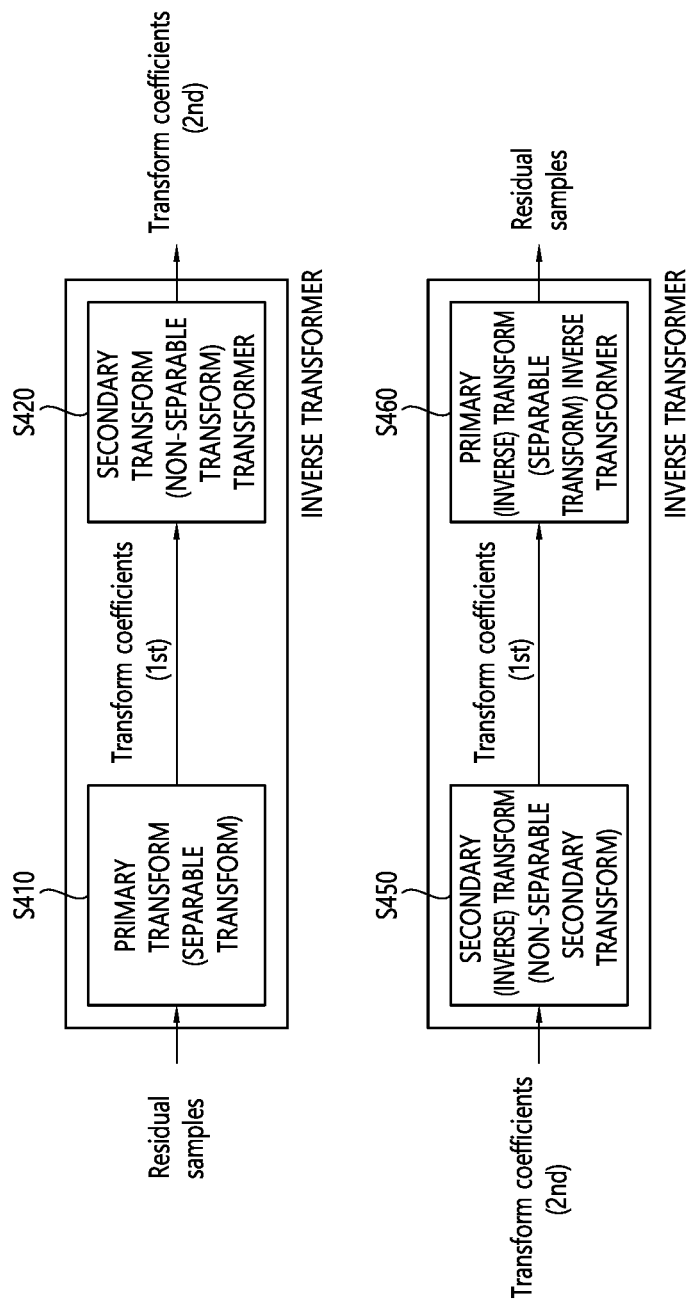 Residual
samples
S410
PRIMARY
TRANSFORM
(SEPARABLE
TRANSFORM)
Transform coefficients
(1st)
S420
SECONDARY
TRANSFORM
(NON-SEPARABLE
TRANSFORM)
TRANSFORMER
INVERSE TRANSFORMER
Transform coefficients
(2nd)
Transform coefficients
(2nd)
S450
SECONDARY
(INVERSE) TRANSFORM
(NON-SEPARABLE
SECONDARY
TRANSFORM)
Transform coefficients
(1st)
S460
PRIMARY
(INVERSE) TRANSFORM
(SEPARABLE
TRANSFORM) INVERSE
TRANSFORMER
INVERSE TRANSFORMER
Residual
samples